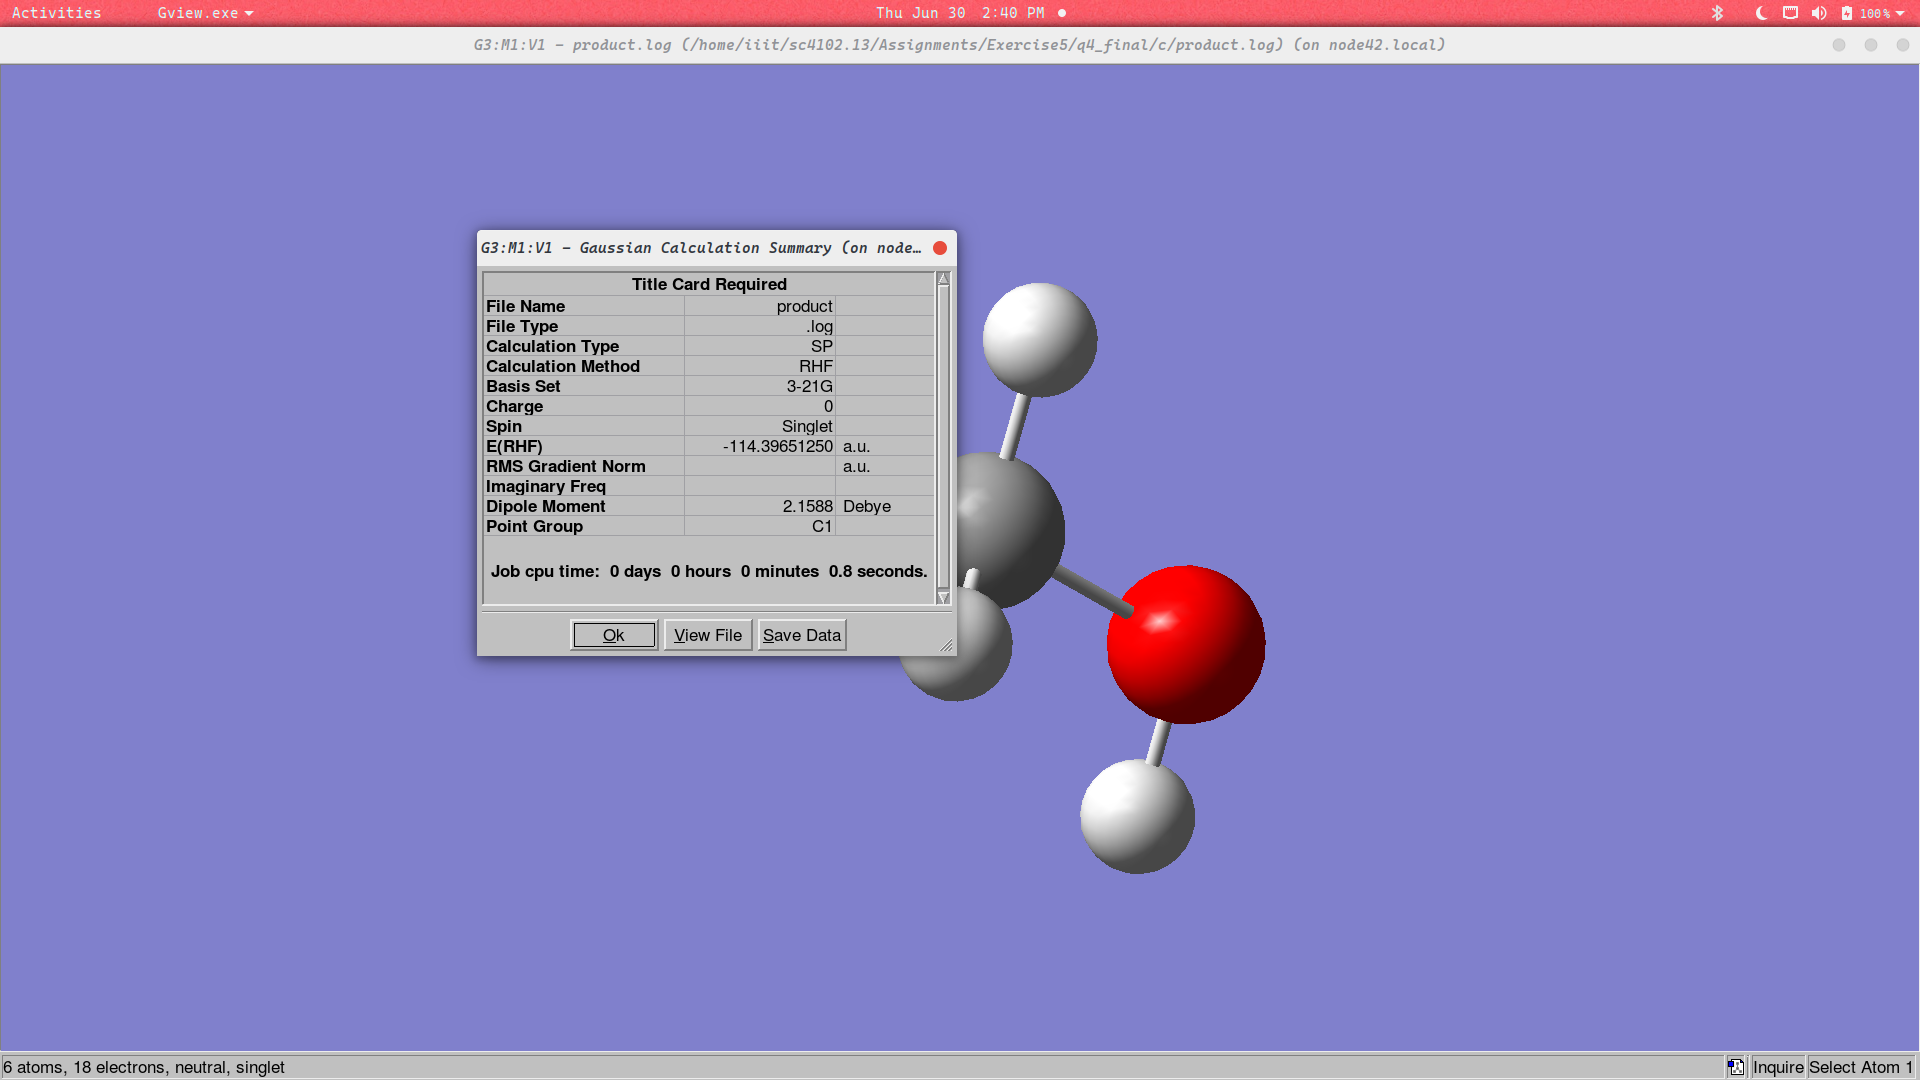 Activities Gview.exe Thu Jun 30 2:40 PM 100%
G3:M1:V1 - product.log (/home/iiit/sc4102.13/Assignments/Exercise5/q4_final/c/product.log) (on node42.local)
G3:M1:V1 - Gaussian Calculation Summary (on node…
Title Card Required
File Name product
File Type .log
Calculation Type SP
Calculation Method RHF
Basis Set 3-21G
Charge 0
Spin Singlet
E(RHF) -114.39651250 a.u.
RMS Gradient Norm a.u.
Imaginary Freq
Dipole Moment 2.1588 Debye
Point Group C1
Job cpu time: 0 days 0 hours 0 minutes 0.8 seconds.
Ok View File Save Data
6 atoms, 18 electrons, neutral, singlet Inquire Select Atom 1